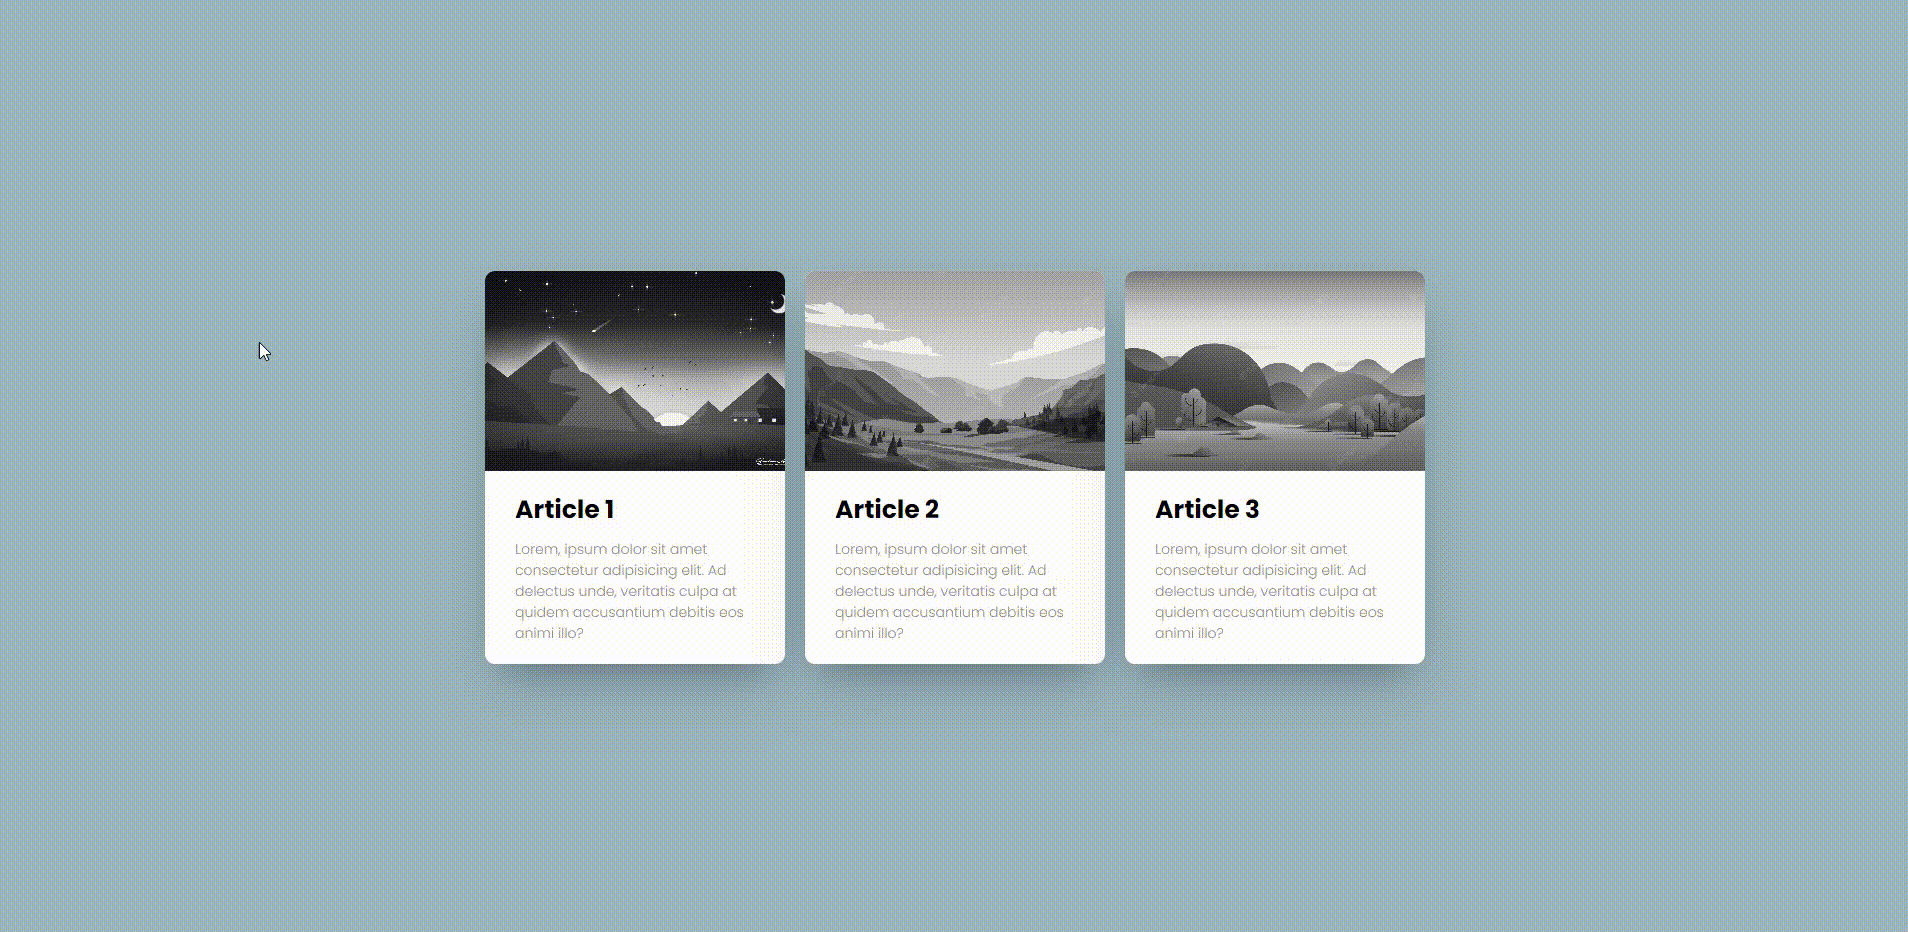 Article 1
Lorem, ipsum dolor sit amet
consectetur adipisicing elit. Ad
delectus unde, veritatis culpa at
quidem accusantium debitis eos
animi illo?
Article 2
Lorem, ipsum dolor sit amet
consectetur adipisicing elit. Ad
delectus unde, veritatis culpa at
quidem accusantium debitis eos
animi illo?
Article 3
Lorem, ipsum dolor sit amet
consectetur adipisicing elit. Ad
delectus unde, veritatis culpa at
quidem accusantium debitis eos
animi illo?